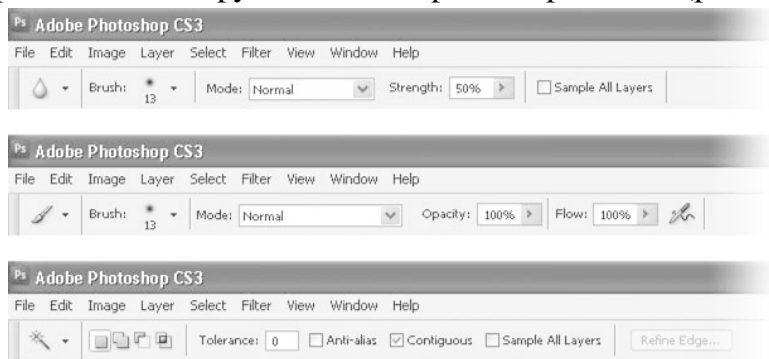 Ps Adobe Photoshop CS3
File Edit Image Layer Select Filter View Window Help
Brush: 13 Mode: Normal Strength: 50% Sample All Layers
Ps Adobe Photoshop CS3
File Edit Image Layer Select Filter View Window Help
Brush: 13 Mode: Normal Opacity: 100% Flow: 100%
Ps Adobe Photoshop CS3
File Edit Image Layer Select Filter View Window Help
Tolerance: 0 Anti-alias Contiguous Sample All Layers Refine Edge...